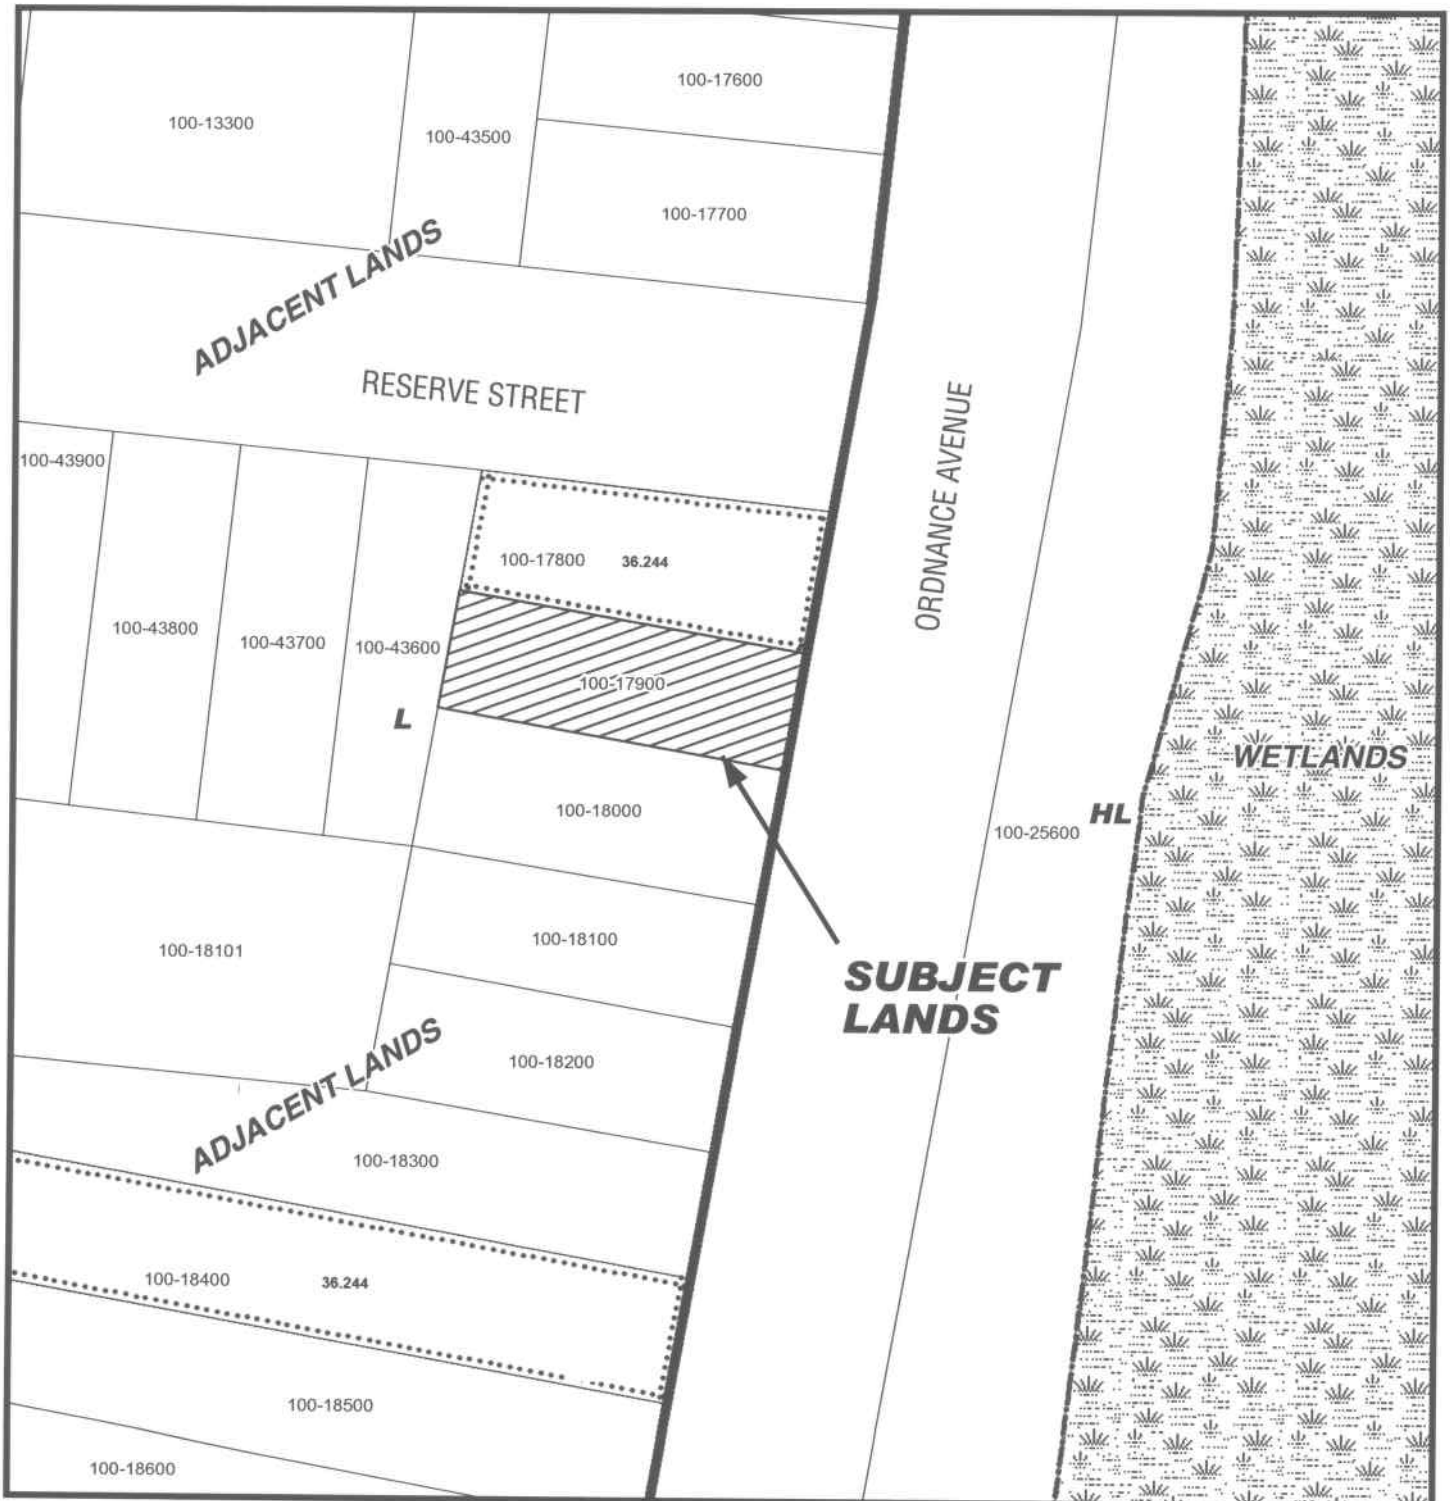 100-17600
100-13300
100-43500
100-17700
ADJACENT LANDS
RESERVE STREET
ORDNANCE AVENUE
100-43900
100-17800 36.244
100-43800
100-43700
100-43600
100-17900
L
WETLANDS
100-18000
HL
100-25600
100-18100
100-18101
SUBJECT
LANDS
100-18200
ADJACENT LANDS
100-18300
100-18400 36.244
100-18500
100-18600